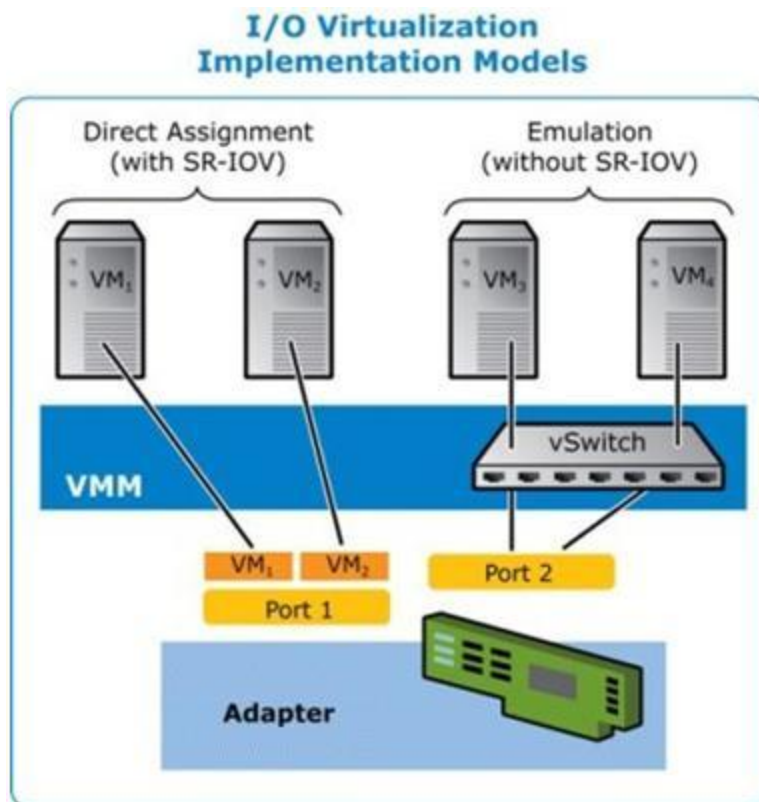 I/O Virtualization
Implementation Models
Direct Assignment
(with SR-IOV)
Emulation
(without SR-IOV)
VM₁
VM₂
VM₃
VM₄
vSwitch
VMM
VM₁
VM₂
Port 1
Port 2
Adapter